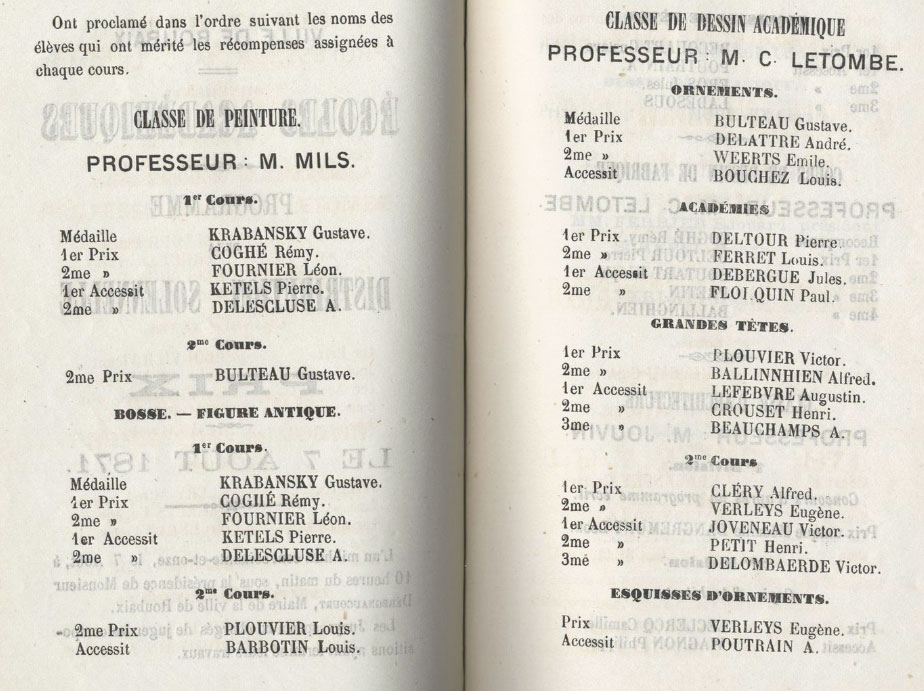 Ont proclamé dans l'ordre suivant les noms des
élèves qui ont mérité les récompenses assignées à
chaque cours.
CLASSE DE PEINTURE.
PROFESSEUR : M. MILS.
1er Cours.
Médaille KRABANSKY Gustave.
1er Prix COGHÉ Rémy.
2me » FOURNIER Léon.
1er Accessit KETELS Pierre.
2me » DELESCLUSE A.
2me Cours.
2me Prix BULTEAU Gustave.
BOSSE. — FIGURE ANTIQUE.
1er Cours.
Médaille KRABANSKY Gustave.
1er Prix COGHÉ Rémy.
2me » FOURNIER Léon.
1er Accessit KETELS Pierre.
2me » DELESCLUSE A.
2me Cours.
2me Prix PLOUVIER Louis.
Accessit BARBOTIN Louis.
CLASSE DE DESSIN ACADÉMIQUE
PROFESSEUR : M. C. LETOMBE.
ORNEMENTS.
Médaille BULTEAU Gustave.
1er Prix DELATTRE André.
2me » WEERTS Emile.
Accessit BOUCHEZ Louis.
ACADÉMIES
1er Prix DELTOUR Pierre.
2me » FERRET Louis.
1er Accessit DEBERGUE Jules.
2me » FLOI.QUIN Paul.
GRANDES TÈTES.
1er Prix PLOUVIER Victor.
2me » BALLINNHIEN Alfred.
1er Accessit LEFEBVRE Augustin.
2me » CROUSET Henri.
3me » BEAUCHAMPS A.
2me Cours
1er Prix CLÉRY Alfred.
2me » VERLEYS Eugène.
1er Accessit JOVENEAU Victor.
2me » PETIT Henri.
3mé » DELOMBAERDE Victor.
ESQUISSES D'ORNEMENTS.
Prix VERLEYS Eugène.
Accessit POUTRAIN A.